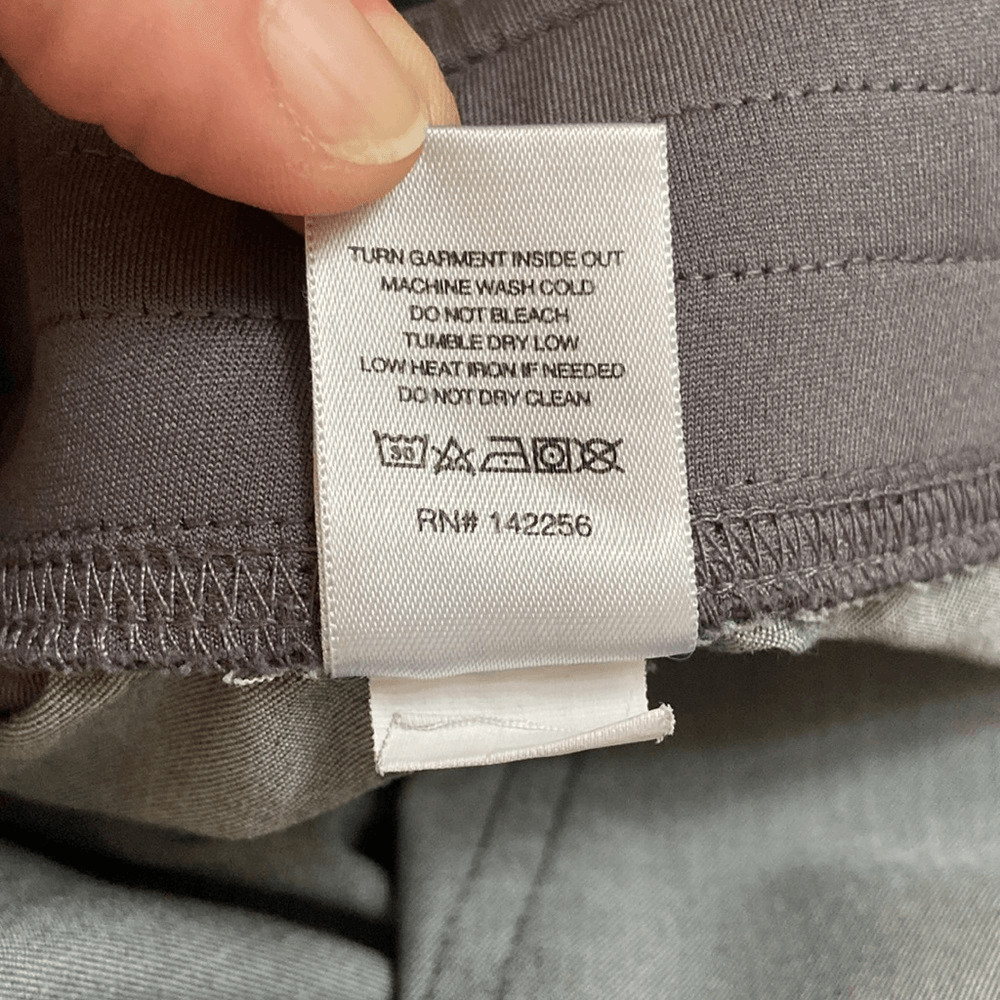 TURN GARMENT INSIDE OUT
MACHINE WASH COLD
DO NOT BLEACH
TUMBLE DRY LOW
LOW HEAT IRON IF NEEDED
DO NOT DRY CLEAN
30
RN# 142256